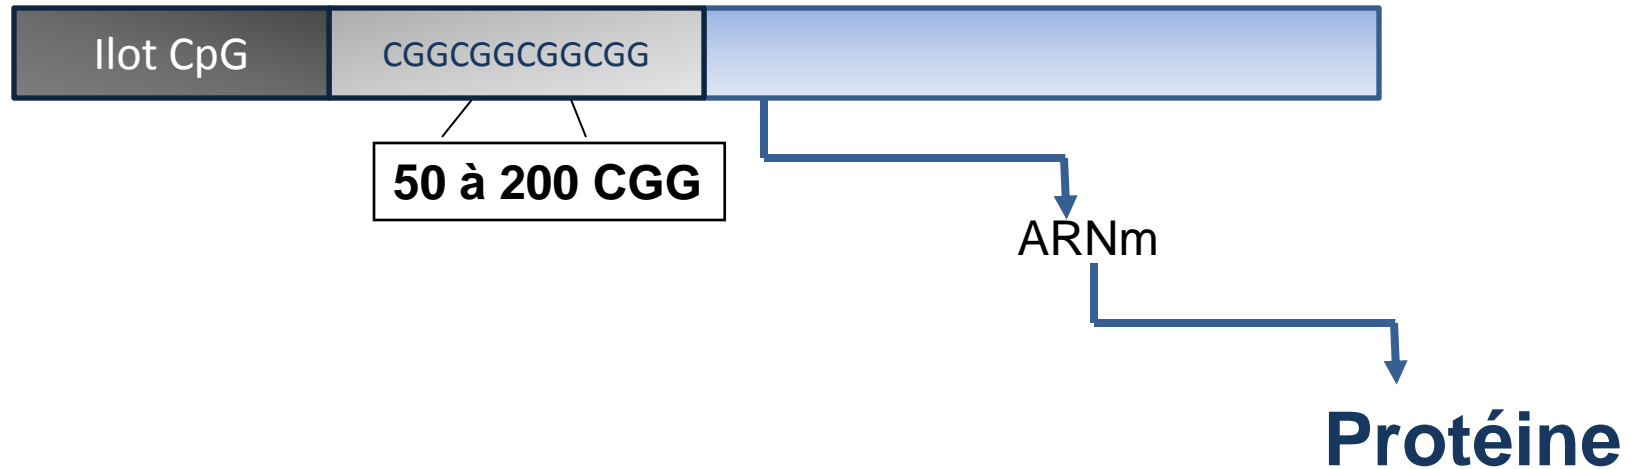 Ilot CpG
CGGCGGCGGCGG
50 à 200 CGG
ARNm
Protéine